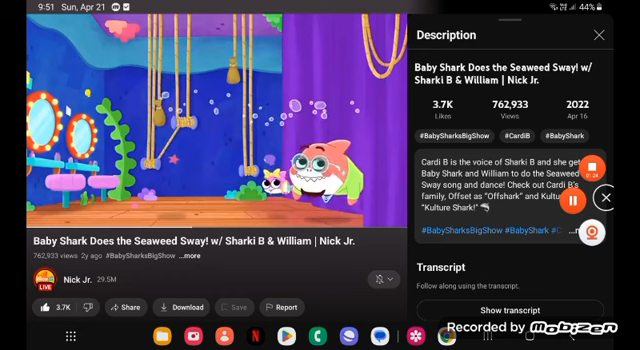 9:51 Sun, Apr 21
44%
Description
Baby Shark Does the Seaweed Sway! w/
Sharki B & William | Nick Jr.
3.7K 762,933 2022
Likes Views Apr 16
#BabySharksBigShow #CardiB #BabyShark
Cardi B is the voice of Sharki B and she get
Baby Shark and William to do the Seaweed
Sway song and dance! Check out Cardi B's
family, Offset as "Offshark" and Kultu
"Kulture Shark!"
#BabySharksBigShow #BabyShark
01:24
Transcript
Follow along using the transcript.
Show transcript
Baby Shark Does the Seaweed Sway! w/ Sharki B & William | Nick Jr.
762,933 views 2y ago #BabySharksBigShow ...more
LIVE
Nick Jr. 29.5M
3.7K Share Download Save Report
Recorded by Mobizen